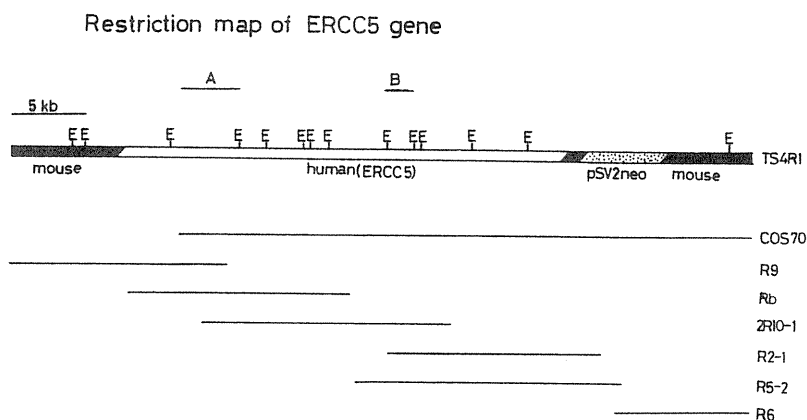 Restriction map of ERCC5 gene
A B
5 kb
E E E E E E E E E E E E E E
TS4R1
mouse human(ERCC5) pSV2neo mouse
COS70
R9
Rb
2R10-1
R2-1
R5-2
R6